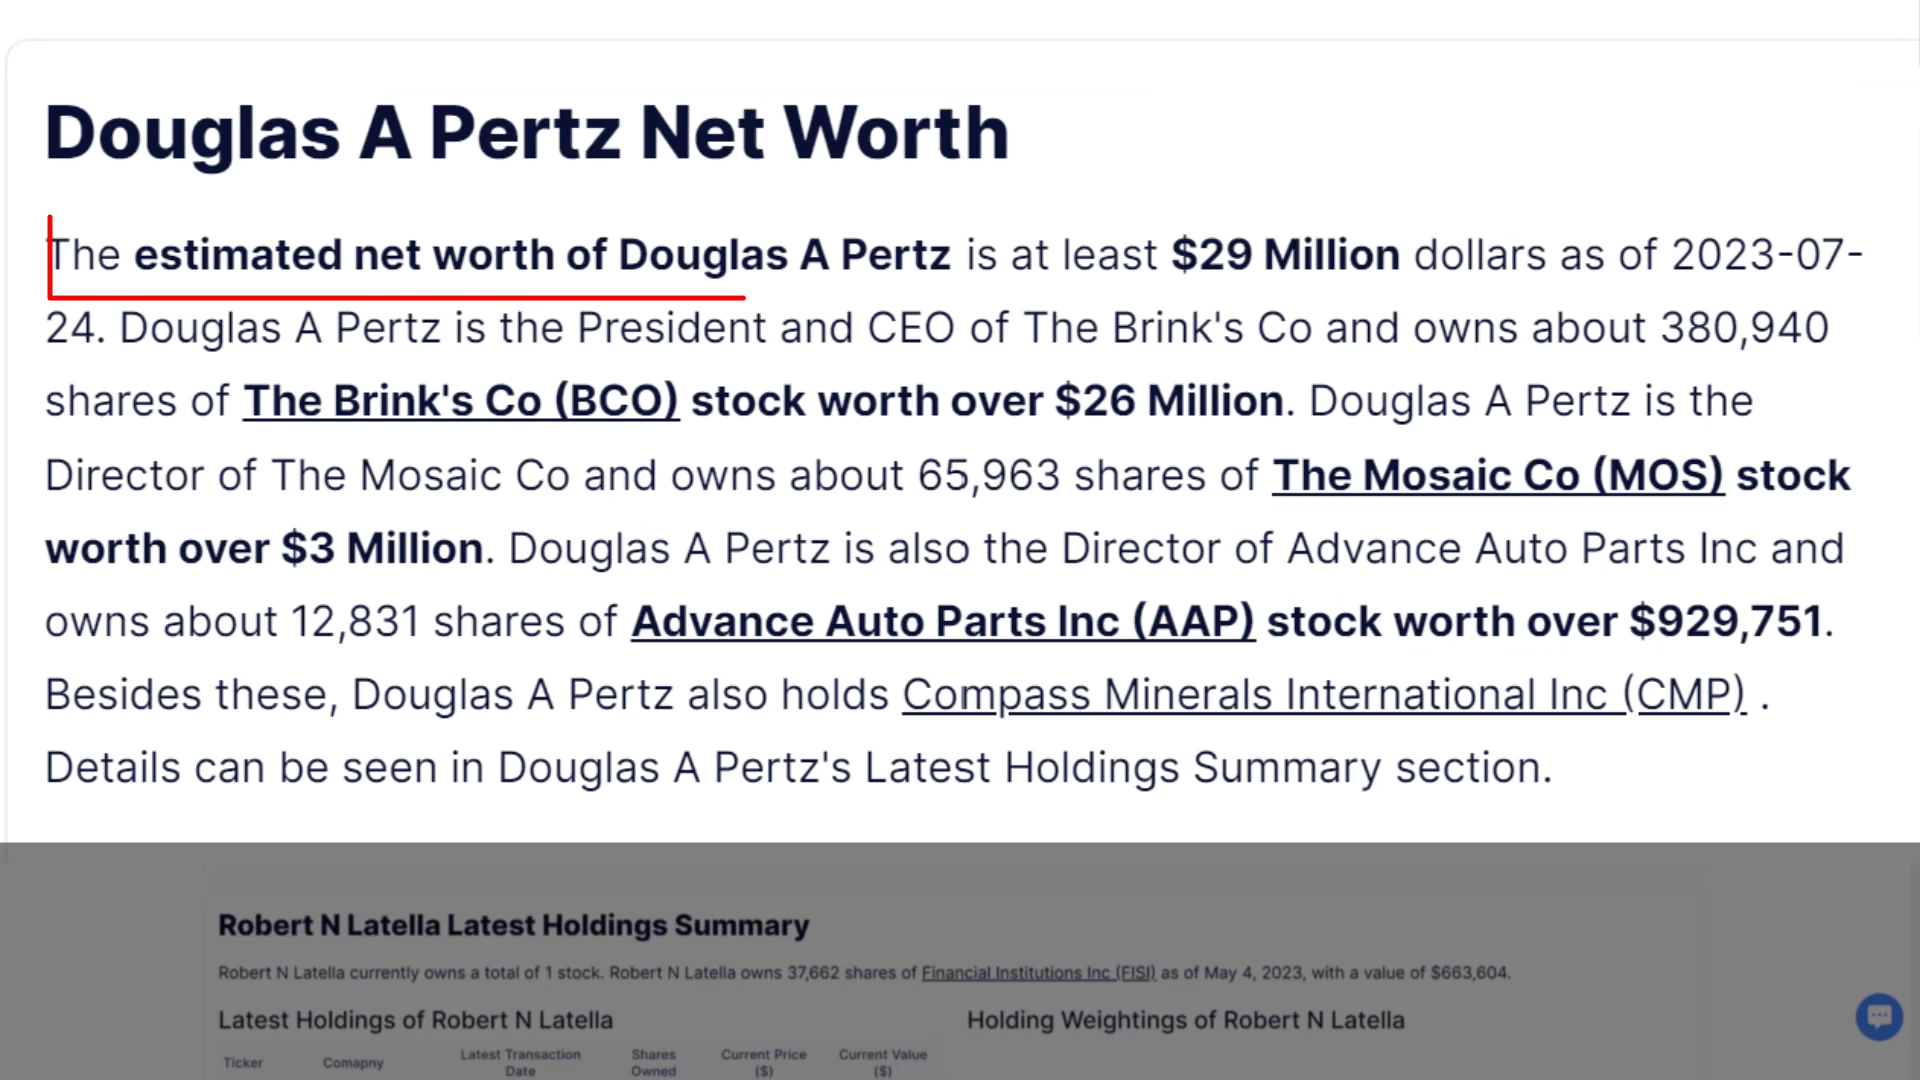 Douglas A Pertz Net Worth
The estimated net worth of Douglas A Pertz is at least $29 Million dollars as of 2023-07-
24. Douglas A Pertz is the President and CEO of The Brink's Co and owns about 380,940
shares of The Brink's Co (BCO) stock worth over $26 Million. Douglas A Pertz is the
Director of The Mosaic Co and owns about 65,963 shares of The Mosaic Co (MOS) stock
worth over $3 Million. Douglas A Pertz is also the Director of Advance Auto Parts Inc and
owns about 12,831 shares of Advance Auto Parts Inc (AAP) stock worth over $929,751.
Besides these, Douglas A Pertz also holds Compass Minerals International Inc (CMP) .
Details can be seen in Douglas A Pertz's Latest Holdings Summary section.
Robert N Latella Latest Holdings Summary
Robert N Latella currently owns a total of 1 stock. Robert N Latella owns 37,662 shares of Financial Institutions Inc (FISI) as of May 4, 2023, with a value of $663,604.
Latest Holdings of Robert N Latella
Holding Weightings of Robert N Latella
Ticker Comapny Latest Transaction Date Shares Owned Current Price ($) Current Value ($)